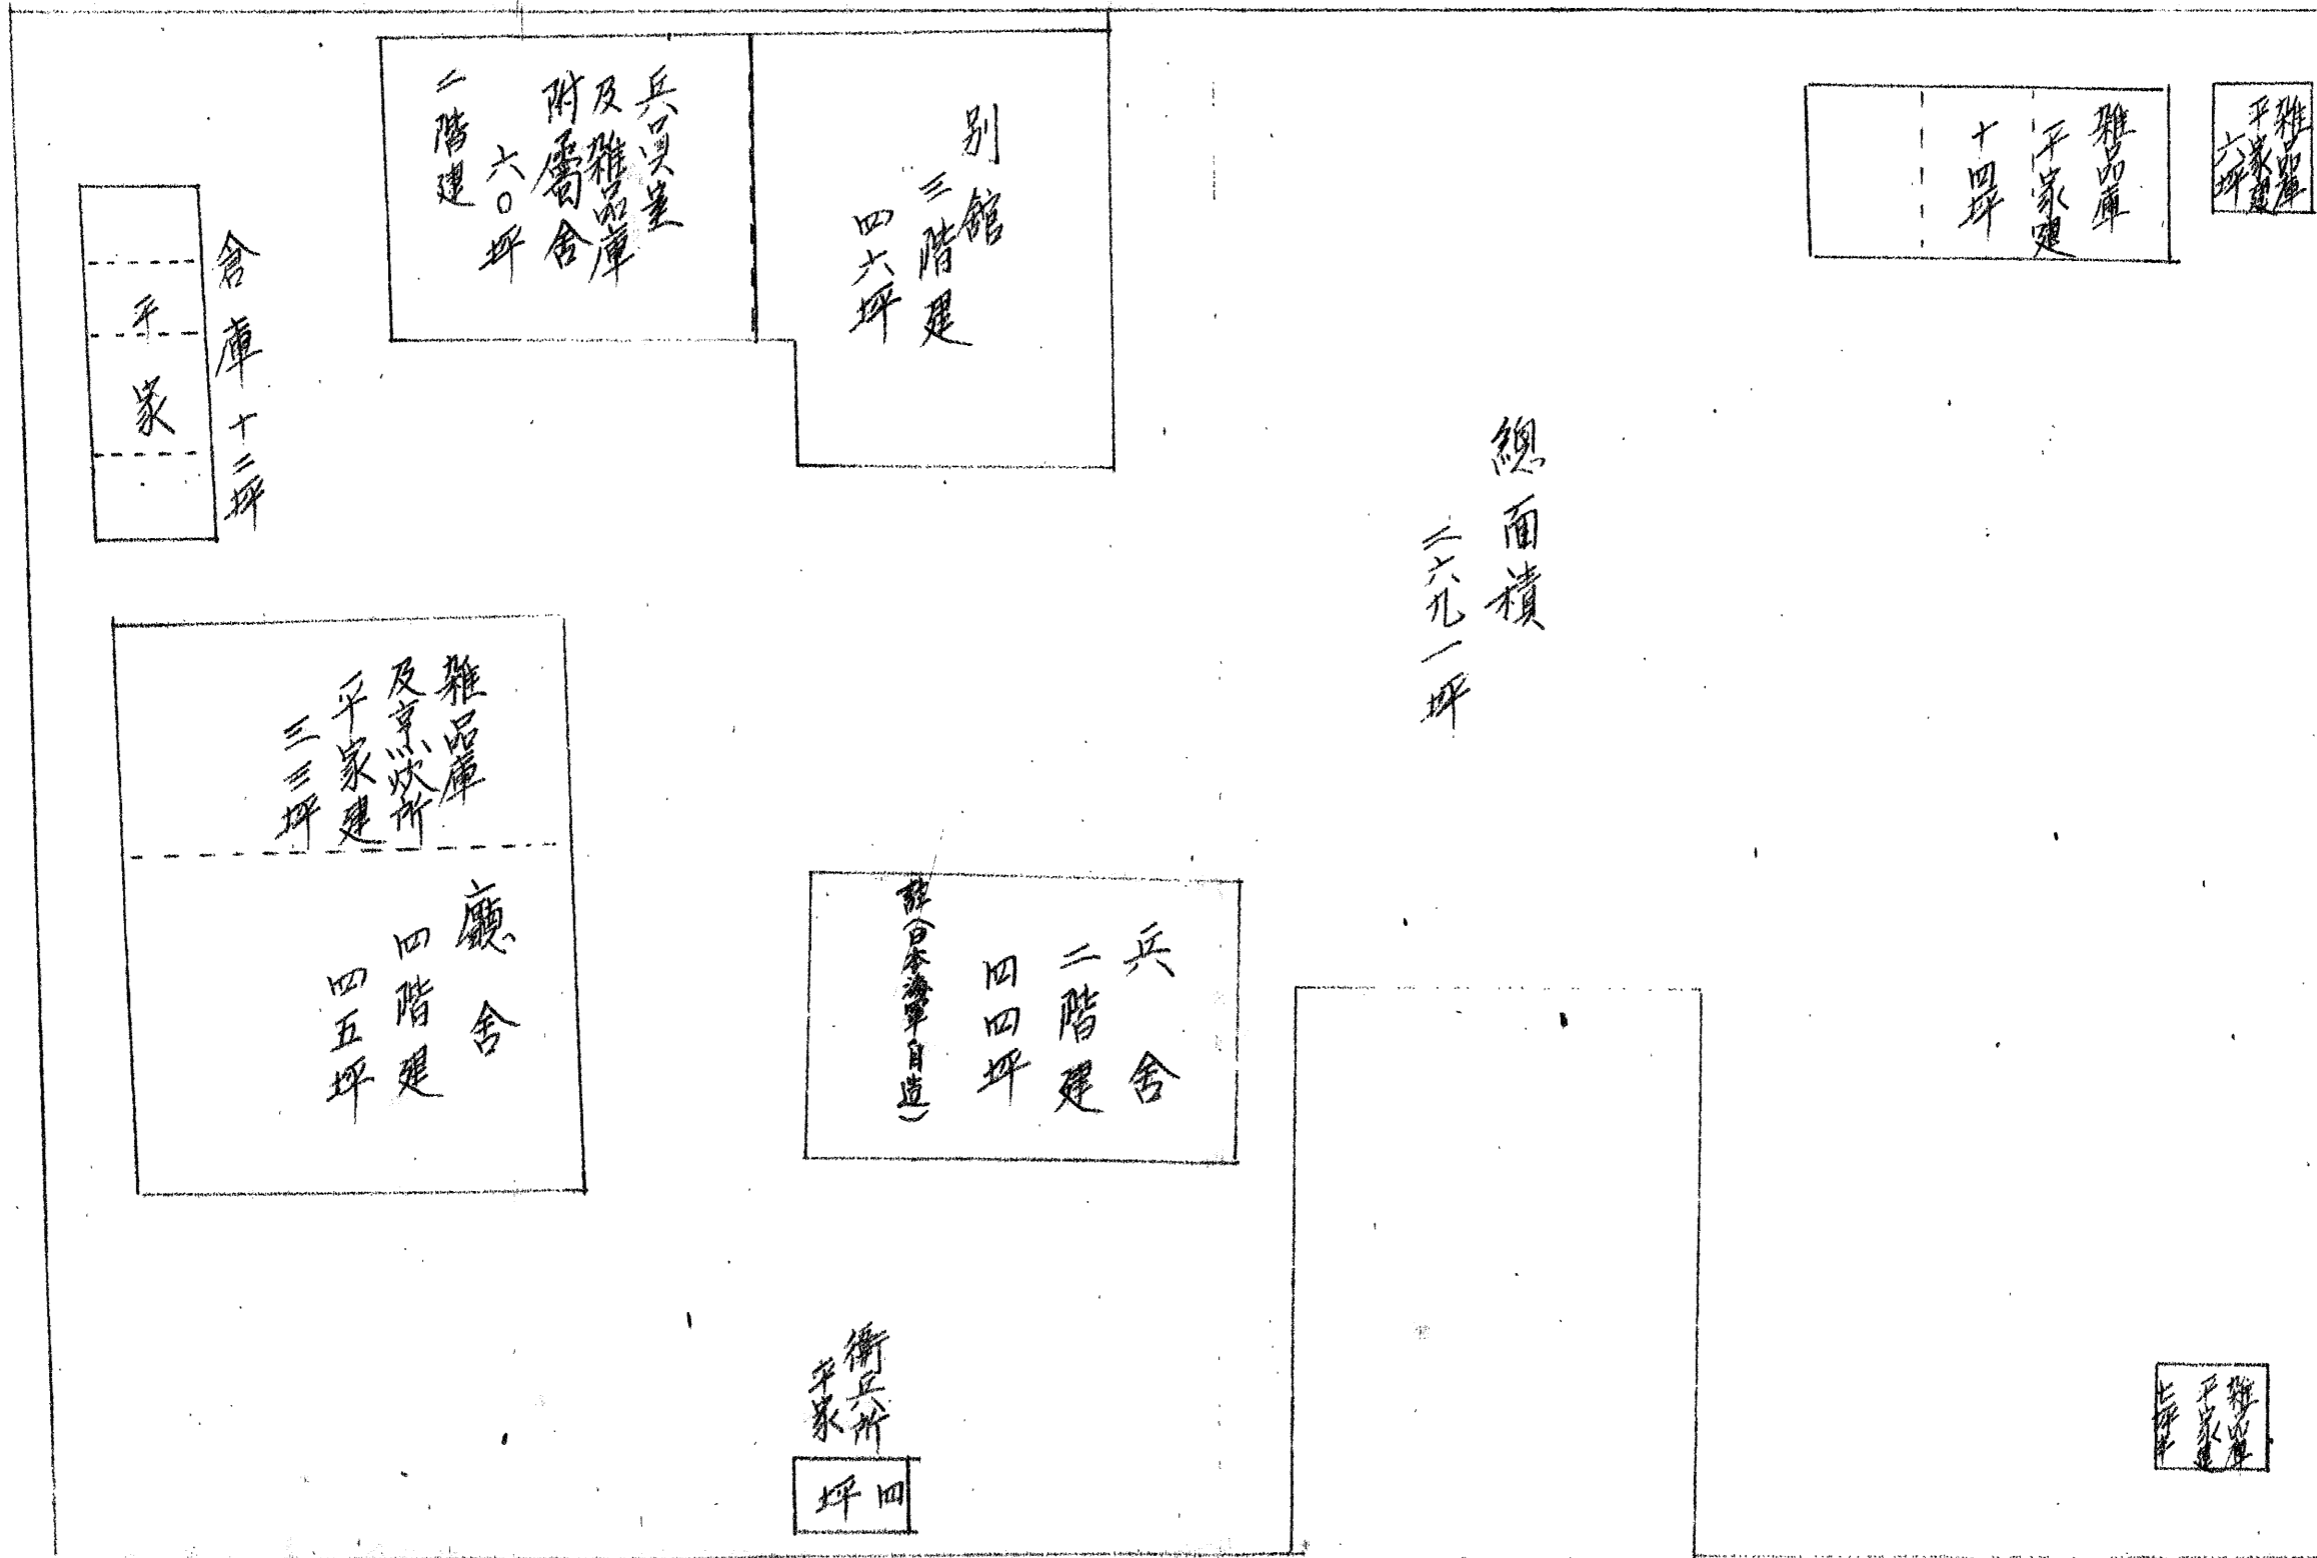 雑品庫
平家建
六坪
雑品庫
平家建
十四坪
別館
三階建
四六坪
兵員室
及雑品庫
附屬舍
六〇坪
二階建
倉庫十二坪
平家
總面積
二六九一坪
雑品庫
及烹炊所
平家建
三三坪
廳舍
四階建
四五坪
兵舍
二階建
四四坪
註(日本海軍自造)
衛兵所
平家
四坪
雑品庫
平家建
七坪半